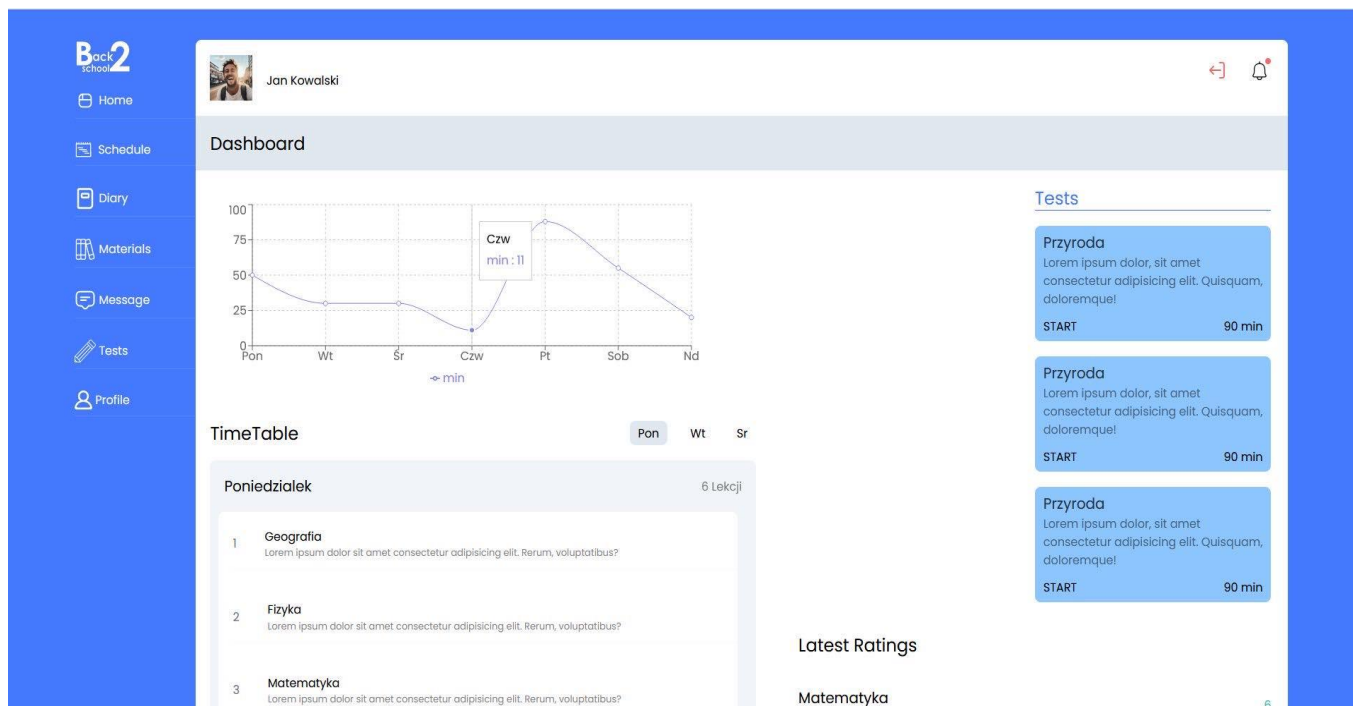 Back2
school
Home
Schedule
Diary
Materials
Message
Tests
Profile
Jan Kowalski
Dashboard
100
75
50
25
0
Pon Wt Śr Czw Pt Sob Nd
Czw
min : 11
min
TimeTable
Pon Wt Sr
Poniedzialek 6 Lekcji
1 Geografia
Lorem ipsum dolor sit amet consectetur adipisicing elit. Rerum, voluptatibus?
2 Fizyka
Lorem ipsum dolor sit amet consectetur adipisicing elit. Rerum, voluptatibus?
3 Matematyka
Lorem ipsum dolor sit amet consectetur adipisicing elit. Rerum, voluptatibus?
Tests
Przyroda
Lorem ipsum dolor, sit amet
consectetur adipisicing elit. Quisquam,
doloremque!
START 90 min
Przyroda
Lorem ipsum dolor, sit amet
consectetur adipisicing elit. Quisquam,
doloremque!
START 90 min
Przyroda
Lorem ipsum dolor, sit amet
consectetur adipisicing elit. Quisquam,
doloremque!
START 90 min
Latest Ratings
Matematyka 6